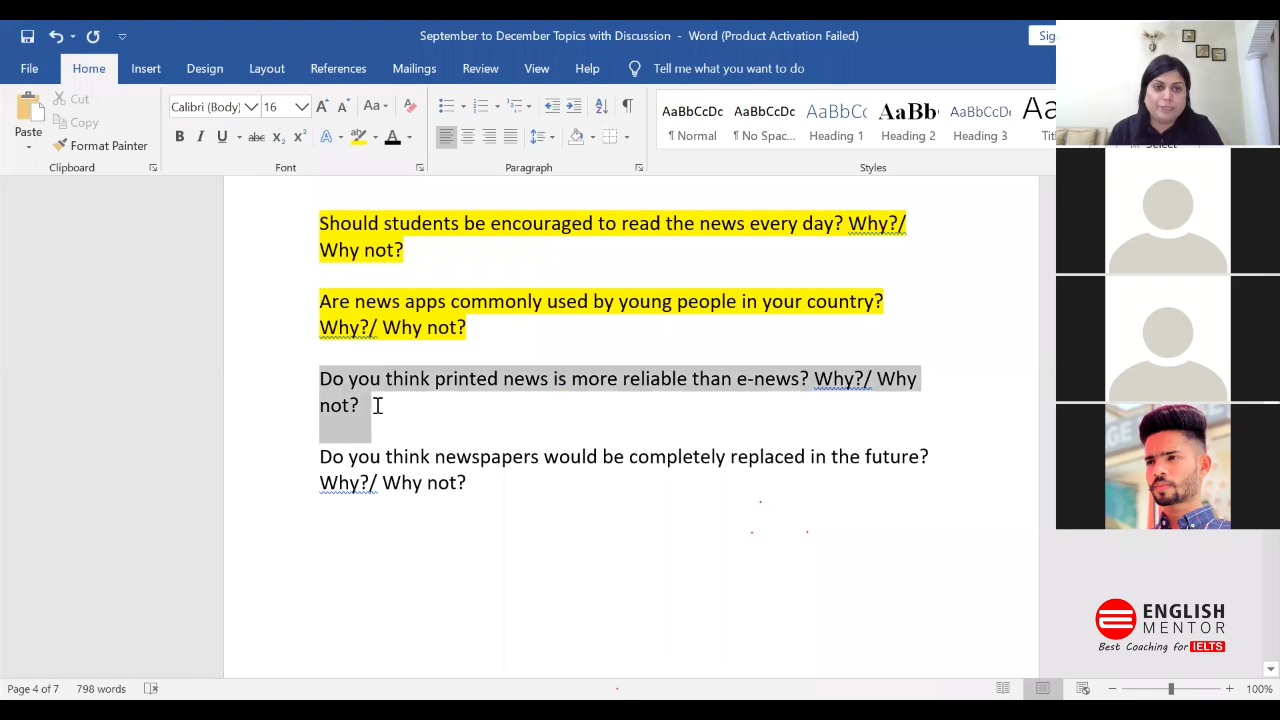 September to December Topics with Discussion - Word (Product Activation Failed)
Sig
File Home Insert Design Layout References Mailings Review View Help Tell me what you want to do
Paste
Cut
Copy
Format Painter
Clipboard
Calibri (Body) 16
Font
Paragraph
AaBbCcDc AaBbCcDc AaBbCc AaBbC AaBbCcDc Aa
¶ Normal ¶ No Spac... Heading 1 Heading 2 Heading 3 Tit
Styles
Select
Should students be encouraged to read the news every day? Why?/
Why not?
Are news apps commonly used by young people in your country?
Why?/ Why not?
Do you think printed news is more reliable than e-news? Why?/ Why
not?
Do you think newspapers would be completely replaced in the future?
Why?/ Why not?
ENGLISH
MENTOR
Best Coaching for IELTS
Page 4 of 7 798 words
100%